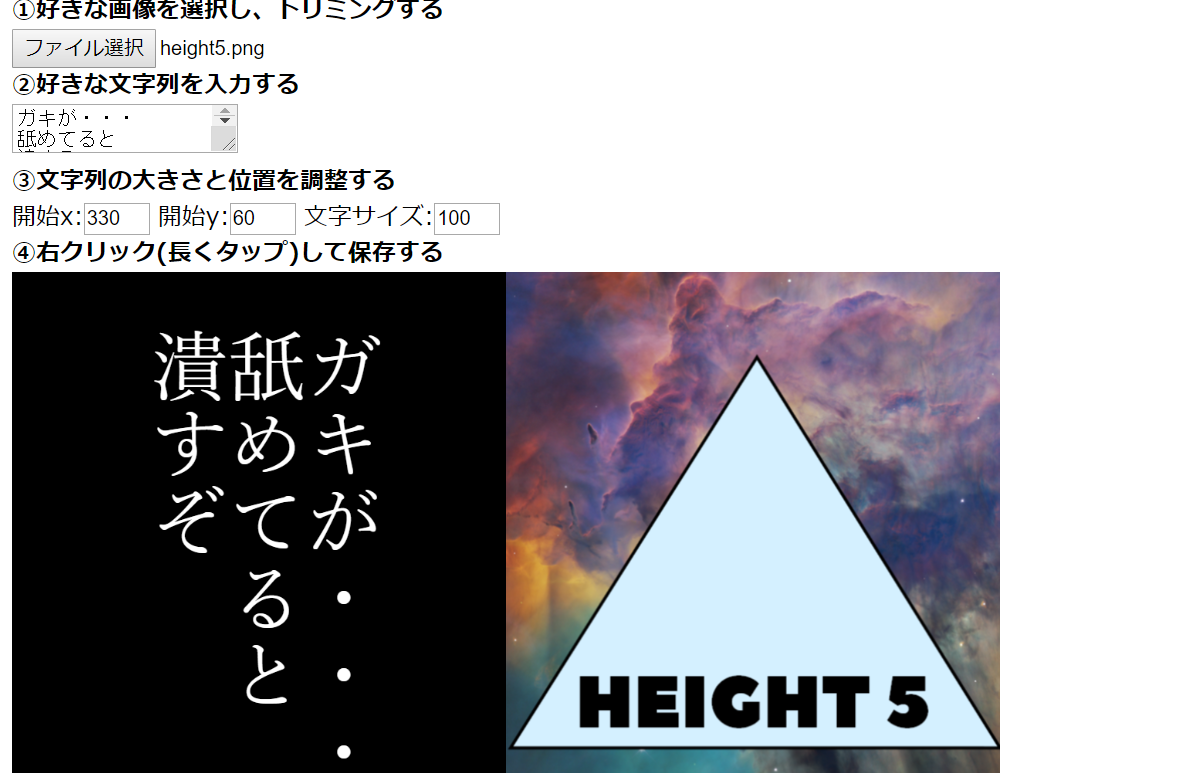 ①好きな画像を選択し、トリミングする
ファイル選択 height5.png
②好きな文字列を入力する
ガキが・・・
舐めてると
③文字列の大きさと位置を調整する
開始x:330 開始y:60 文字サイズ:100
④右クリック(長くタップ)して保存する
ガキが・・・
舐めてると
潰すぞ
HEIGHT 5